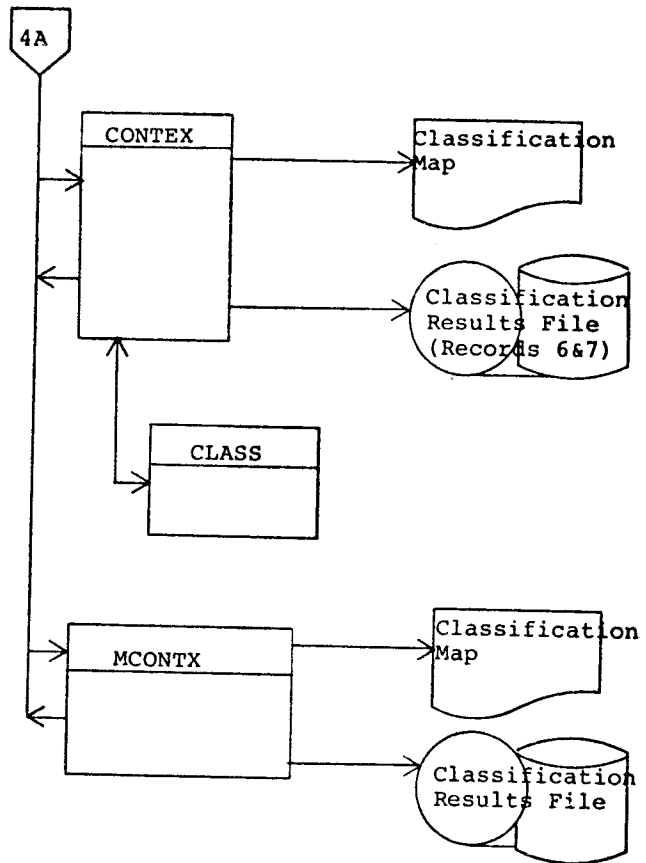 4A
CONTEX
Classification
Map
Classification
Results File
(Records 6&7)
CLASS
MCONTX
Classification
Map
Classification
Results File